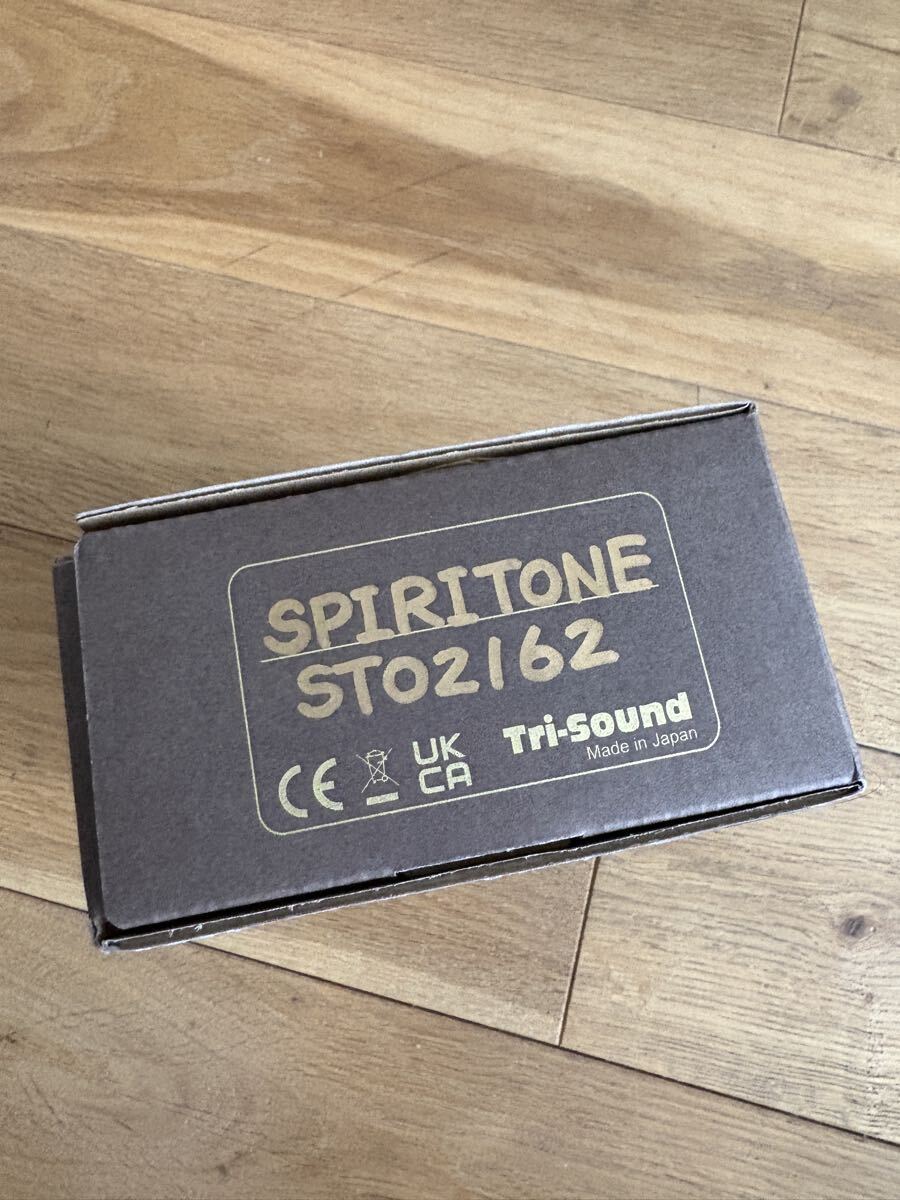 SPIRITONE
ST02162
CE UK
CA
Tri-Sound
Made in Japan